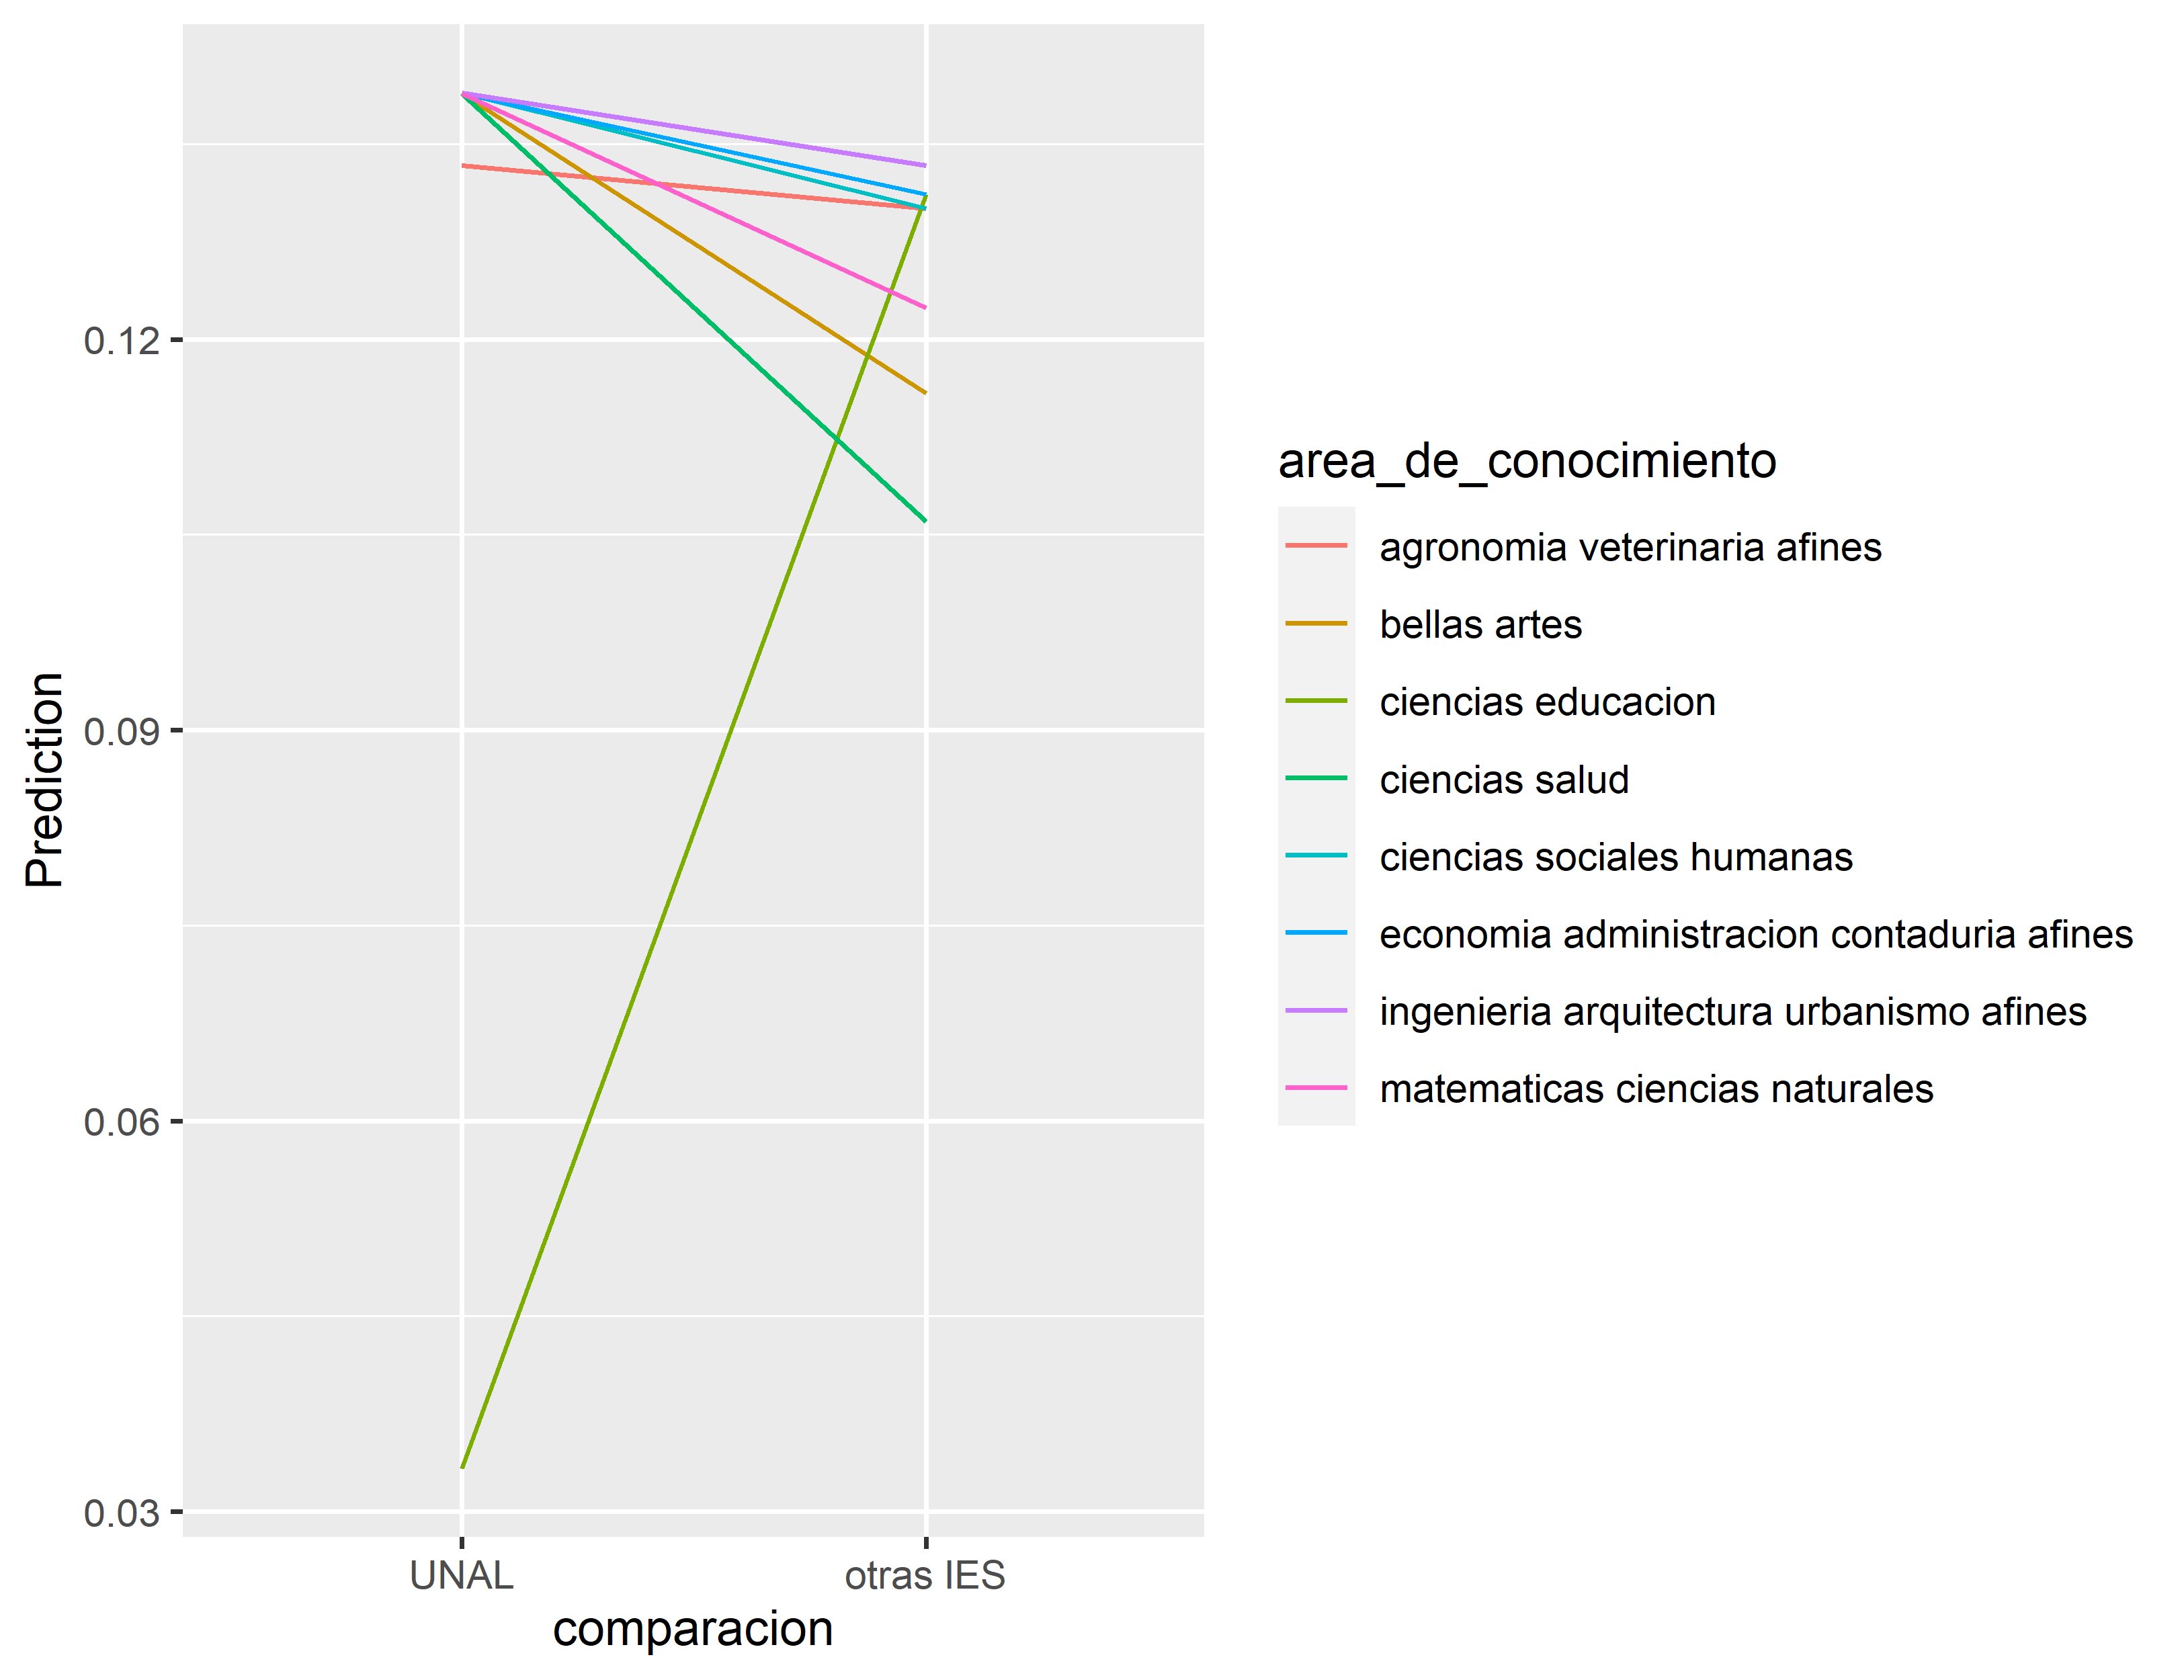 Prediction
0.12
0.09
0.06
0.03
UNAL
otras IES
comparacion
area_de_conocimiento
agronomia veterinaria afines
bellas artes
ciencias educacion
ciencias salud
ciencias sociales humanas
economia administracion contaduria afines
ingenieria arquitectura urbanismo afines
matematicas ciencias naturales